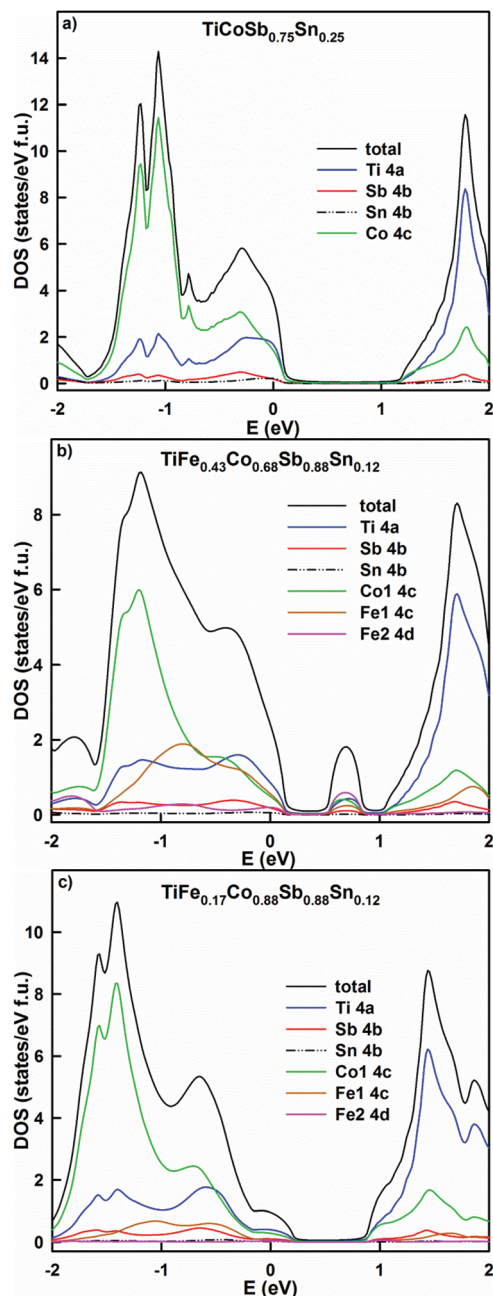 a)
TiCoSb0.75Sn0.25
14
12
10
8
6
4
2
0
DOS (states/eV f.u.)
total
Ti 4a
Sb 4b
Sn 4b
Co 4c
-2 -1 0 1 2
E (eV)
b)
TiFe0.43Co0.68Sb0.88Sn0.12
8
6
4
2
0
DOS (states/eV f.u.)
total
Ti 4a
Sb 4b
Sn 4b
Co1 4c
Fe1 4c
Fe2 4d
-2 -1 0 1 2
E (eV)
c)
TiFe0.17Co0.88Sb0.88Sn0.12
10
8
6
4
2
0
DOS (states/eV f.u.)
total
Ti 4a
Sb 4b
Sn 4b
Co1 4c
Fe1 4c
Fe2 4d
-2 -1 0 1 2
E (eV)